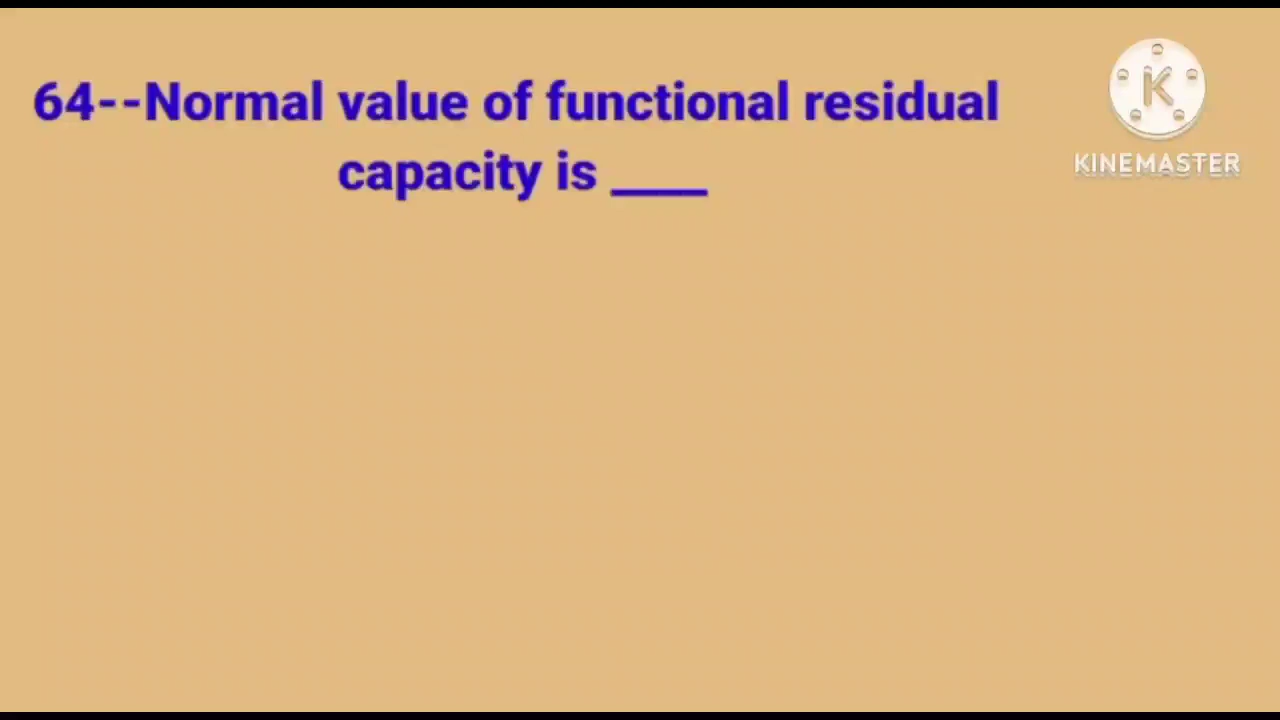 64--Normal value of functional residual
capacity is ____
K
KINEMASTER